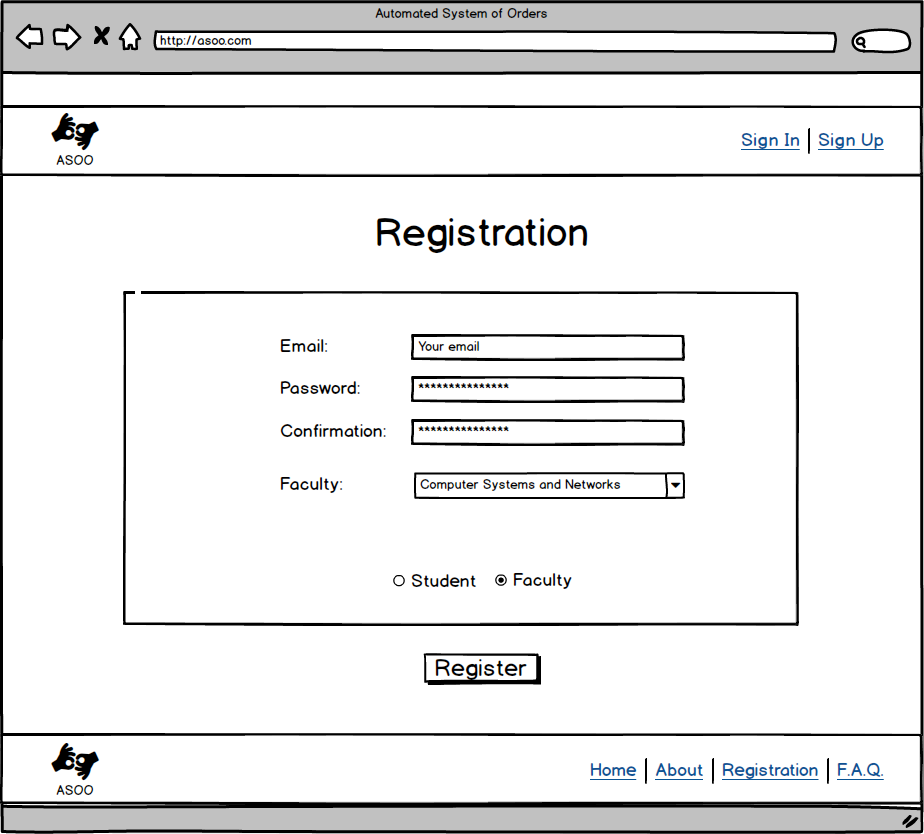 Automated System of Orders
http://asoo.com
ASOO
Sign In | Sign Up
Registration
Email: Your email
Password: ***************
Confirmation: ***************
Faculty: Computer Systems and Networks
Student Faculty
Register
ASOO
Home | About | Registration | F.A.Q.